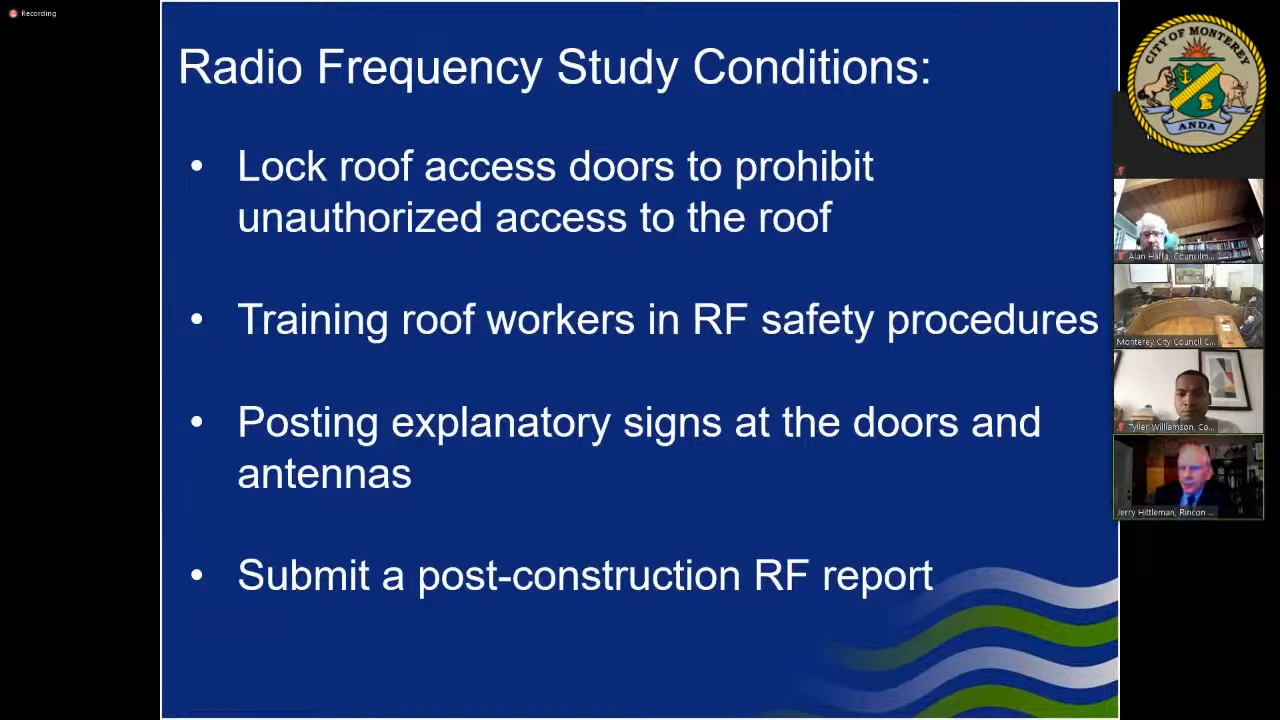 Recording
Radio Frequency Study Conditions:
• Lock roof access doors to prohibit
unauthorized access to the roof
• Training roof workers in RF safety procedures
• Posting explanatory signs at the doors and
antennas
• Submit a post-construction RF report
CITY OF MONTEREY
ANDA
Alan Haffa, Councilm...
Monterey City Council C...
Tyller Williamson, Co...
Jerry Hittleman, Rincon ...